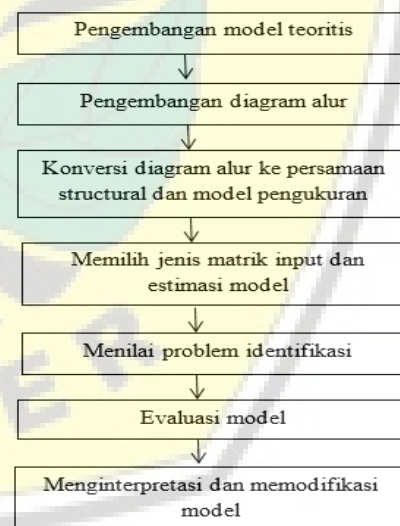 Pengembangan model teoritis
Pengembangan diagram alur
Konversi diagram alur ke persamaan
structural dan model pengukuran
Memilih jenis matrik input dan
estimasi model
Menilai problem identifikasi
Evaluasi model
Menginterpretasi dan memodifikasi
model
E R